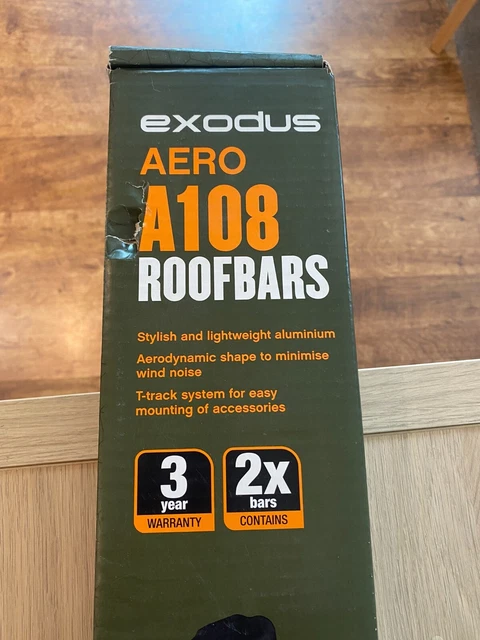 exodus
AERO
A108
ROOFBARS
Stylish and lightweight aluminium
Aerodynamic shape to minimise
wind noise
T-track system for easy
mounting of accessories
3
year
WARRANTY
2x
bars
CONTAINS